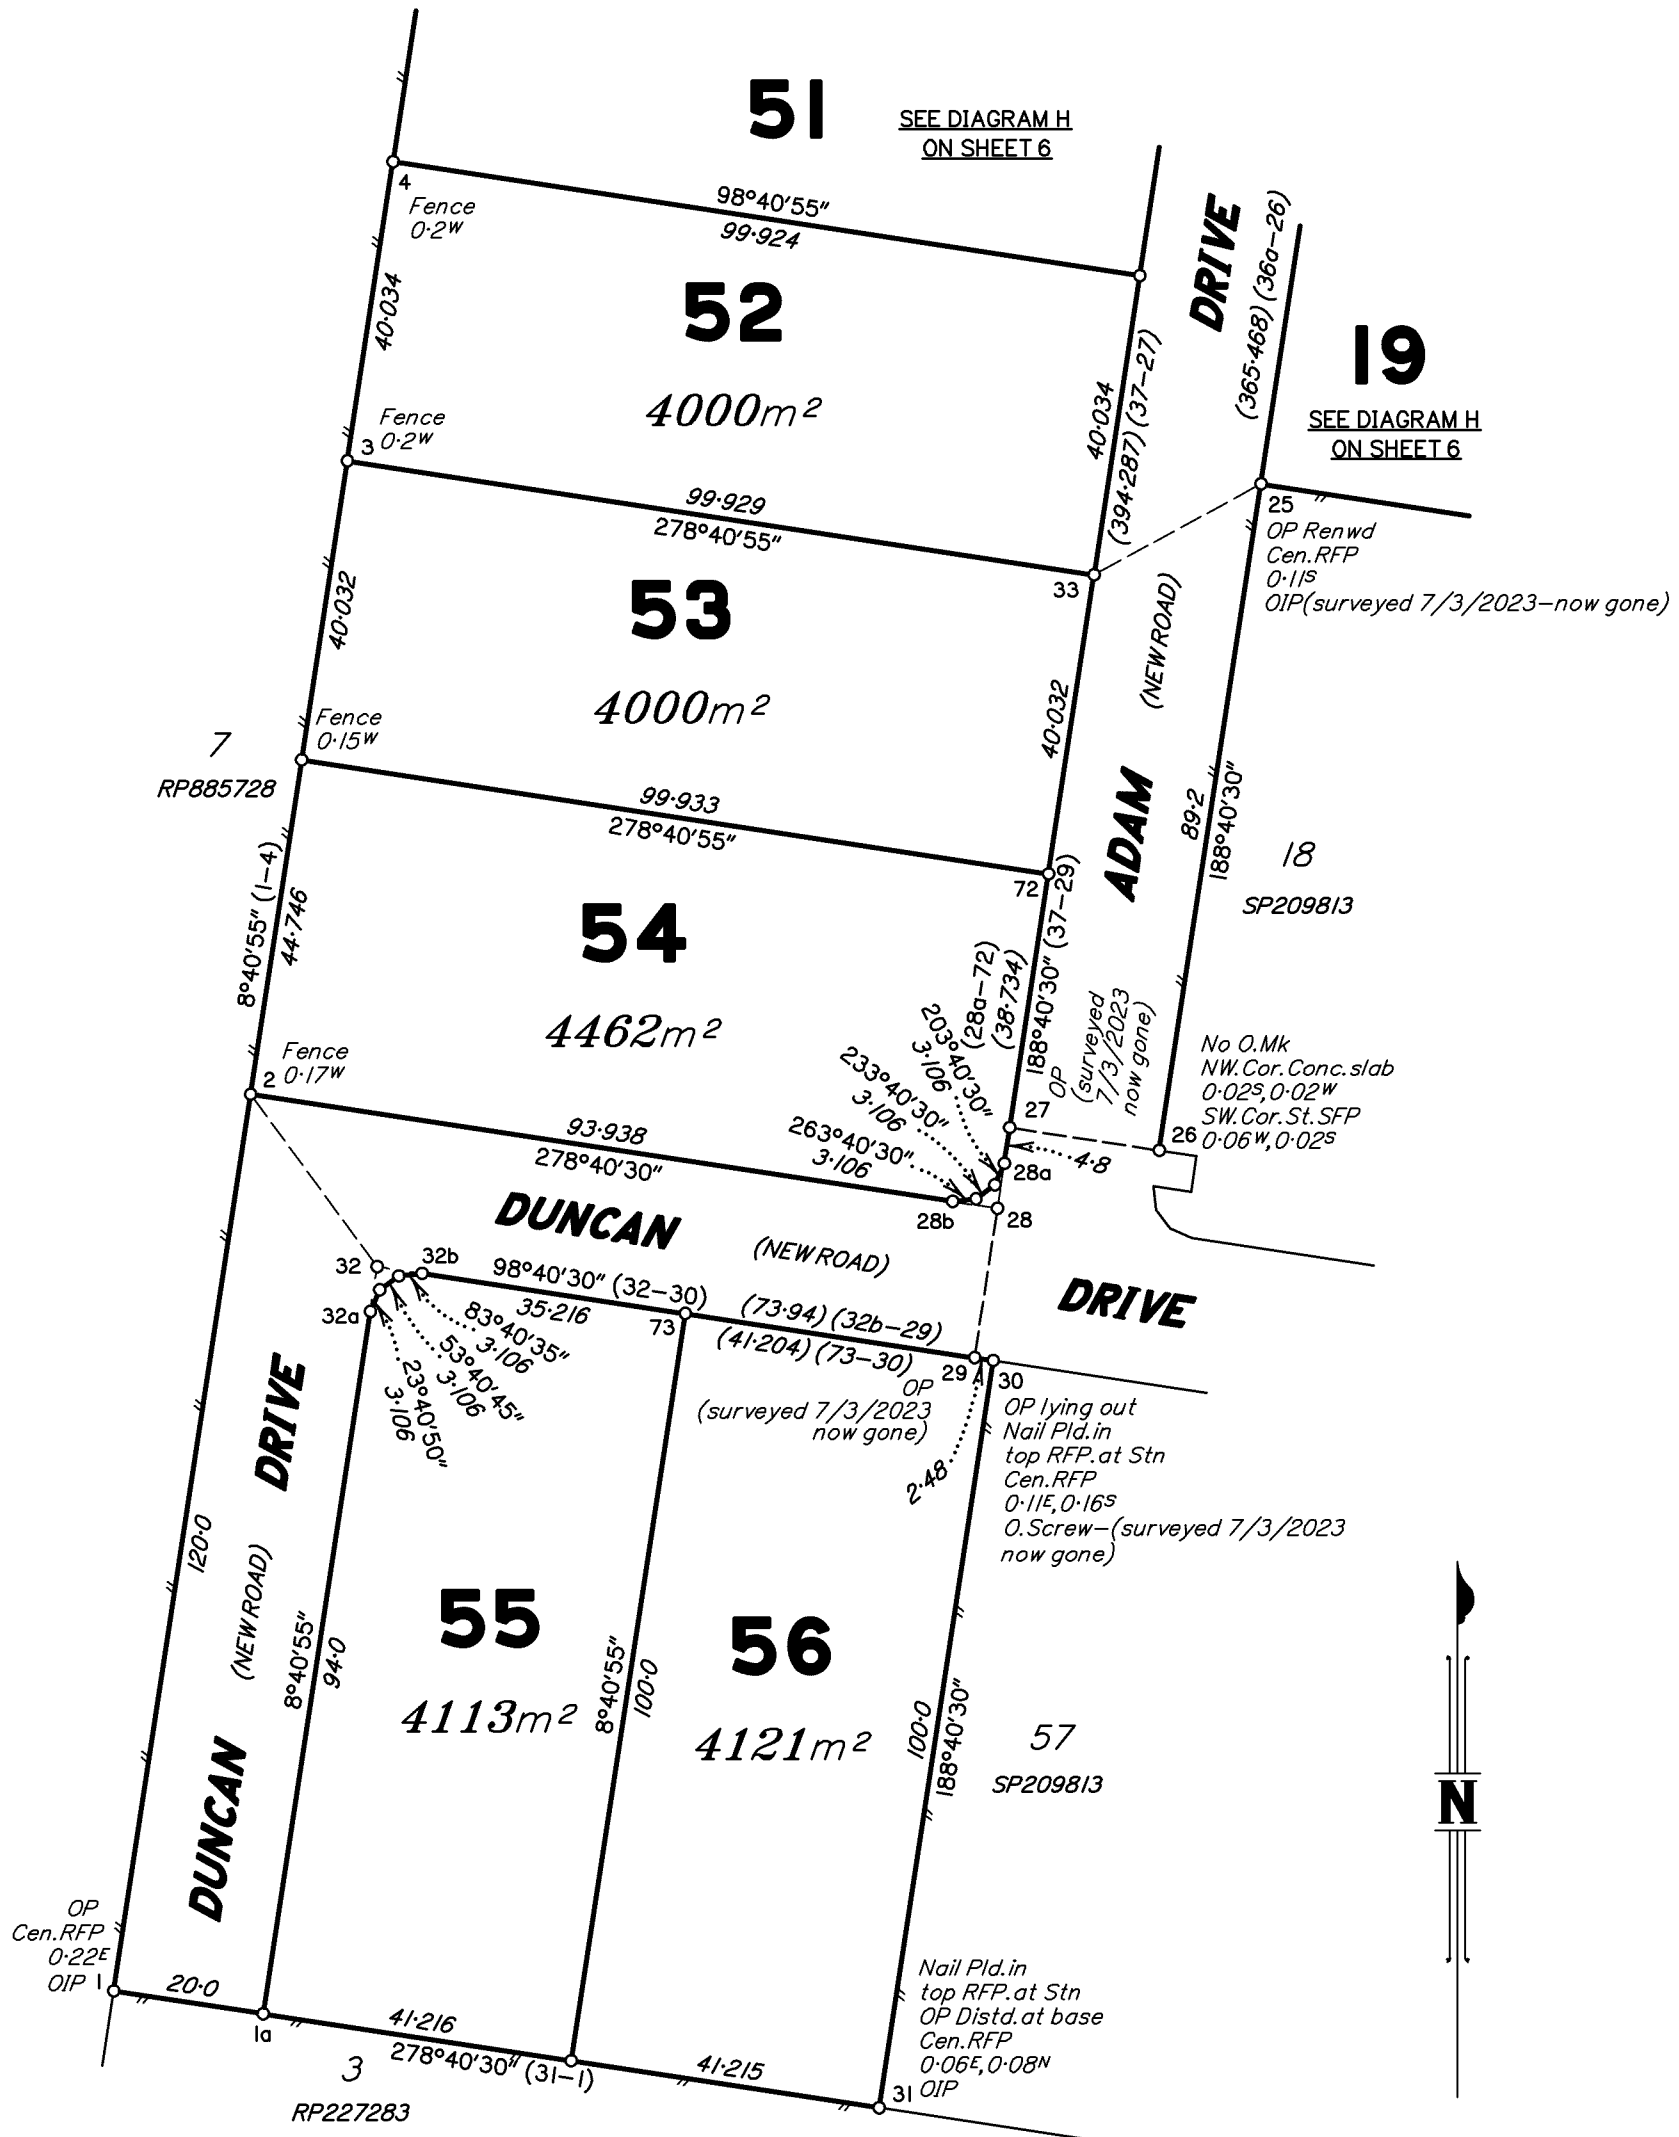 51
SEE DIAGRAM H
ON SHEET 6
4
Fence
0·2W
98°40'55"
99·924
DRIVE
(365·468) (36a-26)
40·034
52
4000m²
40·034
(394·287) (37-27)
19
SEE DIAGRAM H
ON SHEET 6
Fence
3 0·2W
99·929
278°40'55"
33
25
OP Renwd
Cen.RFP
0·11S
OIP(surveyed 7/3/2023-now gone)
40·032
53
4000m²
40·032
(NEW ROAD)
ADAM
7
RP885728
Fence
0·15W
99·933
278°40'55"
72
89·2
188°40'30"
18
SP209813
8°40'55" (1-4)
44·746
54
4462m²
(28a-72)
(38·734)
188°40'30" (37-29)
OP
(surveyed
7/3/2023
now gone)
203°40'30"
3·106
233°40'30"
3·106
263°40'30"
3·106
No O.Mk
NW.Cor.Conc.slab
0·02S,0·02W
SW.Cor.St.SFP
0·06W,0·02S
Fence
2 0·17W
27
26
4·8
28a
93·938
278°40'30"
28b
28
DUNCAN
(NEW ROAD)
DRIVE
32
32b
32a
98°40'30" (32-30)
35·216
73
(73·94) (32b-29)
(41·204) (73-30)
83°40'35"
3·106
53°40'45"
3·106
23°40'50"
3·106
29
30
OP
(surveyed 7/3/2023
now gone)
2·48
OP lying out
Nail Pld.in
top RFP.at Stn
Cen.RFP
0·11E,0·16S
O.Screw-(surveyed 7/3/2023
now gone)
120·0
DRIVE
(NEW ROAD)
DUNCAN
8°40'55"
94·0
55
4113m²
8°40'55"
100·0
56
4121m²
100·0
188°40'30"
57
SP209813
N
OP
Cen.RFP
0·22E
OIP
1
20·0
1a
41·216
278°40'30" (31-1)
41·215
3
RP227283
Nail Pld.in
top RFP.at Stn
OP Distd.at base
Cen.RFP
0·06E,0·08N
31 OIP